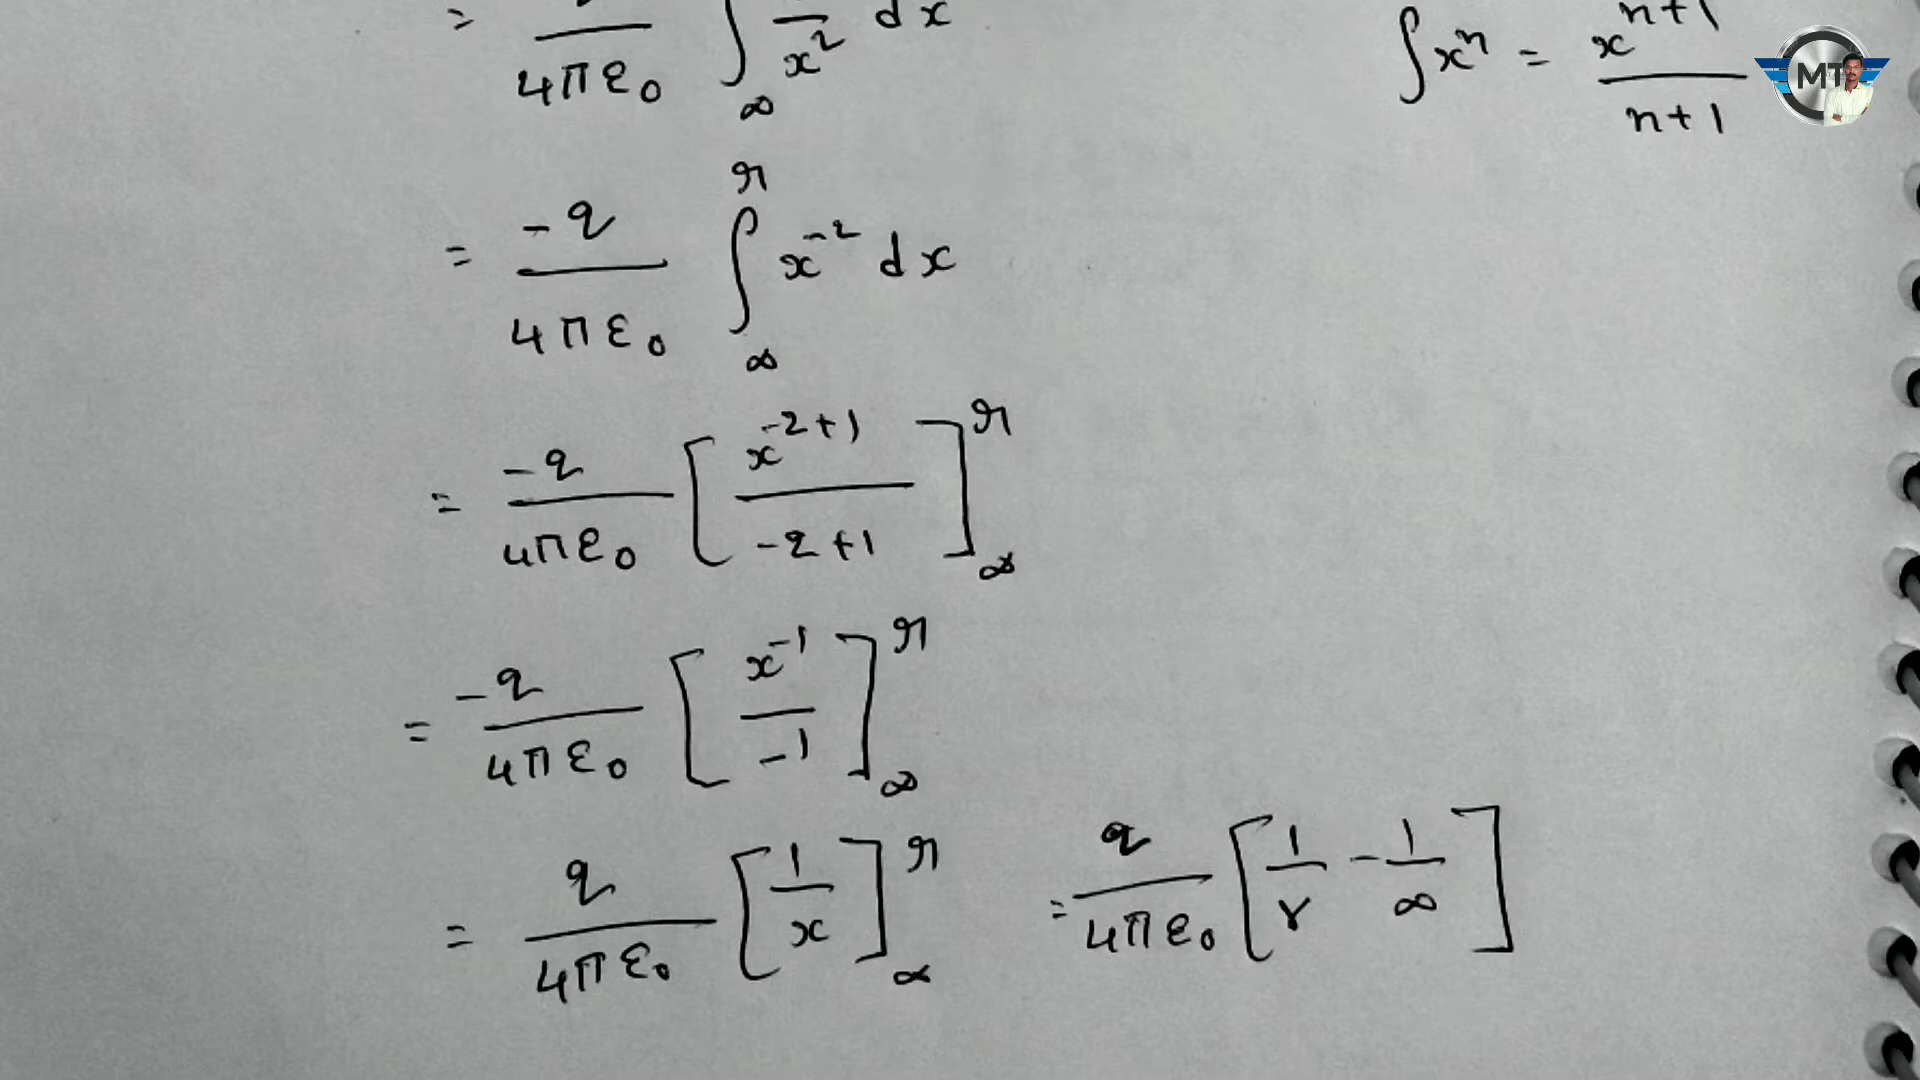 = q/4πε₀ ∫_∞ 1/x² dx
∫xⁿ = xⁿ⁺¹/n+1
MT
= -q/4πε₀ ∫_∞^r x⁻² dx
= -q/4πε₀ [x⁻²⁺¹/-2+1]_∞^r
= -q/4πε₀ [x⁻¹/-1]_∞^r
= q/4πε₀ [1/x]_∞^r = q/4πε₀ [1/r - 1/∞]